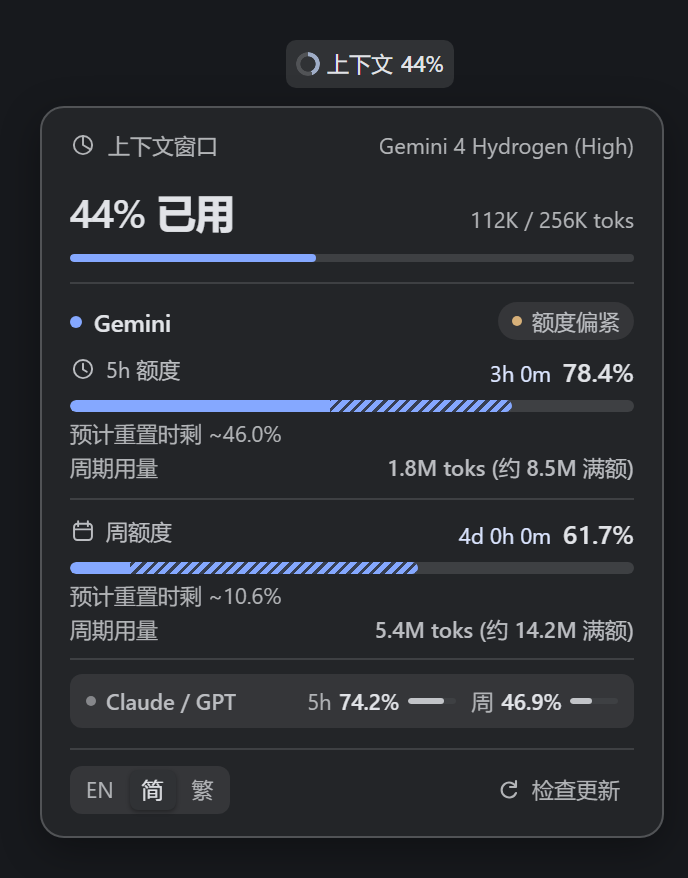 上下文 44%
上下文窗口 Gemini 4 Hydrogen (High)
44% 已用 112K / 256K toks
Gemini 额度偏紧
5h 额度 3h 0m 78.4%
预计重置时剩 ~46.0%
周期用量 1.8M toks (约 8.5M 满额)
周额度 4d 0h 0m 61.7%
预计重置时剩 ~10.6%
周期用量 5.4M toks (约 14.2M 满额)
Claude / GPT 5h 74.2% 周 46.9%
EN 简 繁 检查更新